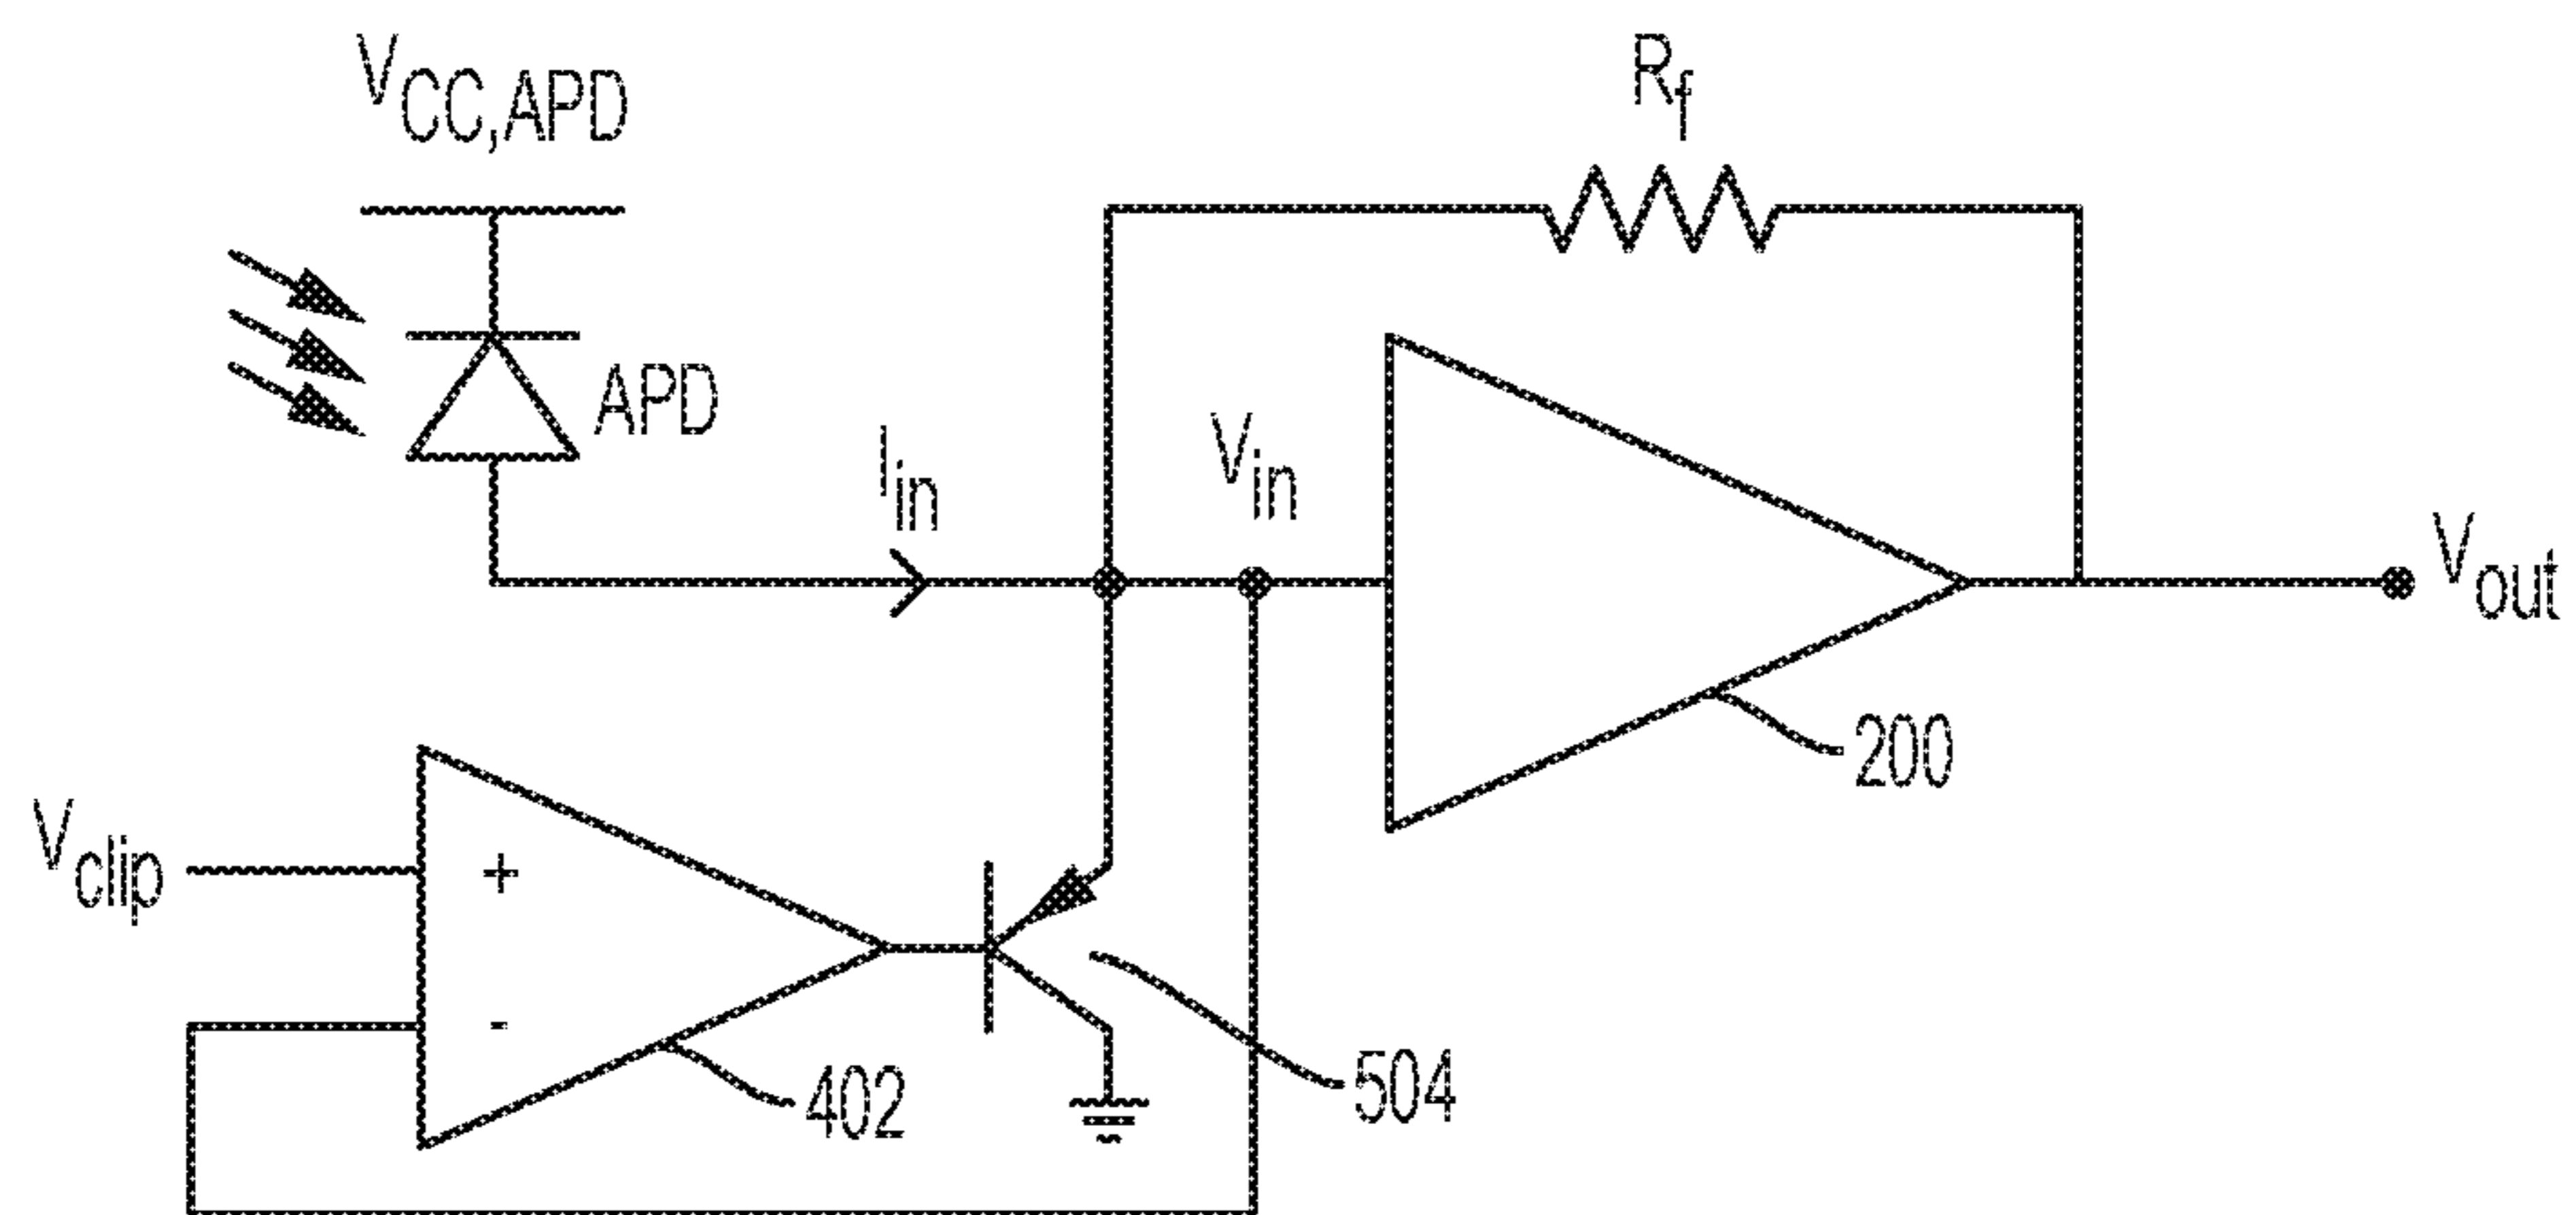 VCC,APD
Rf
APD
Iin
Vin
Vout
200
Vclip
+
-
402
504